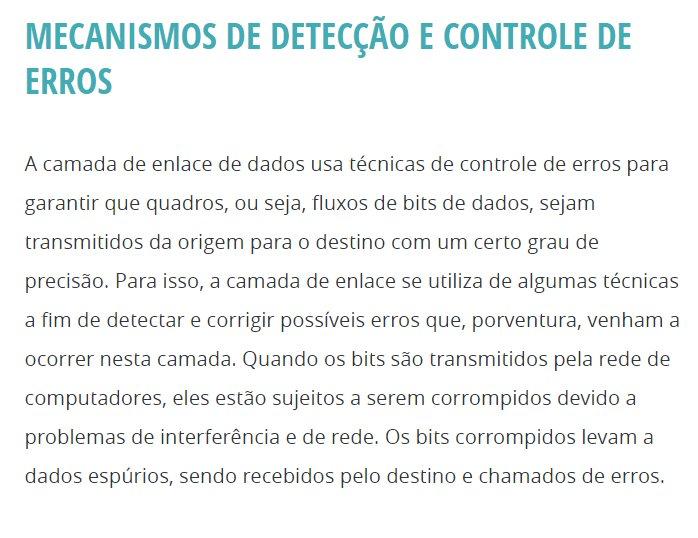 MECANISMOS DE DETECÇÃO E CONTROLE DE
ERROS
A camada de enlace de dados usa técnicas de controle de erros para
garantir que quadros, ou seja, fluxos de bits de dados, sejam
transmitidos da origem para o destino com um certo grau de
precisão. Para isso, a camada de enlace se utiliza de algumas técnicas
a fim de detectar e corrigir possíveis erros que, porventura, venham a
ocorrer nesta camada. Quando os bits são transmitidos pela rede de
computadores, eles estão sujeitos a serem corrompidos devido a
problemas de interferência e de rede. Os bits corrompidos levam a
dados espúrios, sendo recebidos pelo destino e chamados de erros.